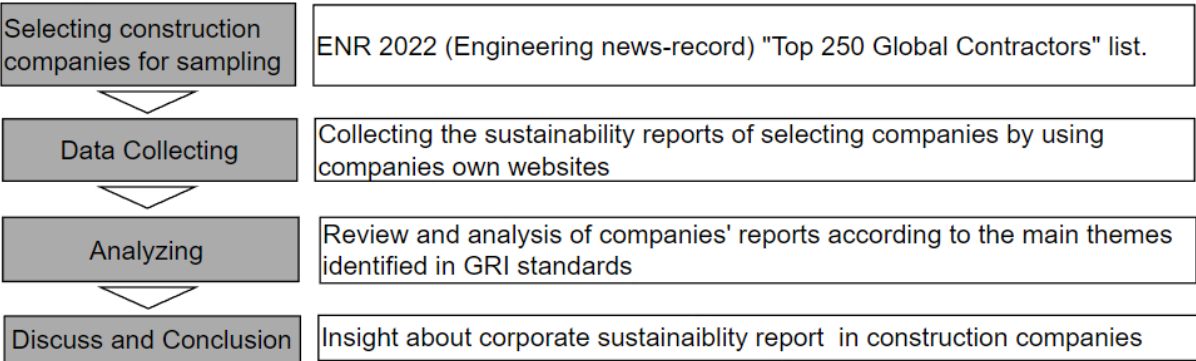 Selecting construction
companies for sampling
ENR 2022 (Engineering news-record) "Top 250 Global Contractors" list.
Data Collecting
Collecting the sustainability reports of selecting companies by using
companies own websites
Analyzing
Review and analysis of companies' reports according to the main themes
identified in GRI standards
Discuss and Conclusion
Insight about corporate sustainaiblity report in construction companies